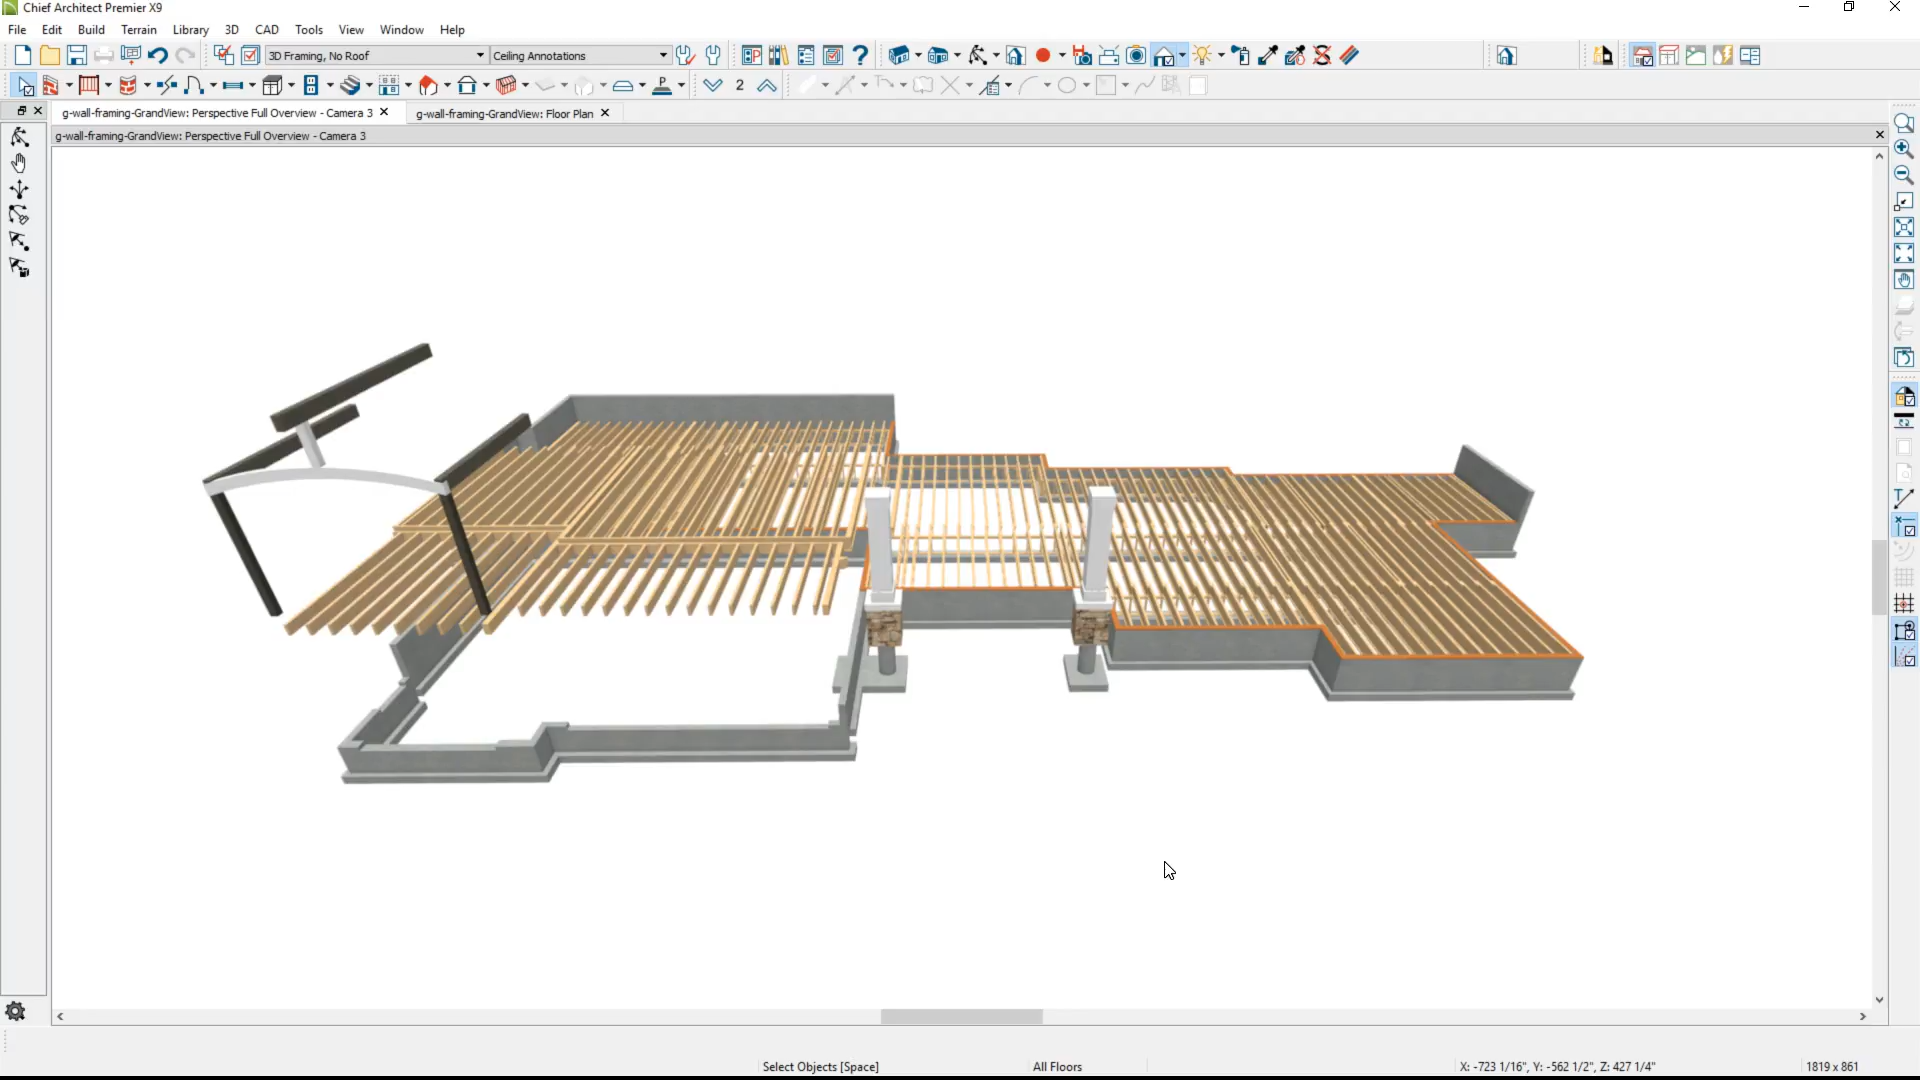 Chief Architect Premier X9
File Edit Build Terrain Library 3D CAD Tools View Window Help
3D Framing, No Roof Ceiling Annotations
2
g-wall-framing-GrandView: Perspective Full Overview - Camera 3 g-wall-framing-GrandView: Floor Plan
g-wall-framing-GrandView: Perspective Full Overview - Camera 3
Select Objects [Space] All Floors X: -723 1/16", Y: -562 1/2", Z: 427 1/4" 1819 x 861